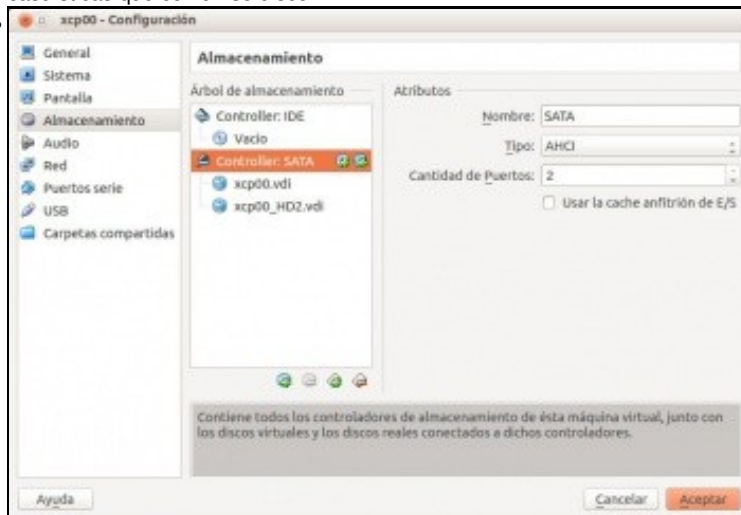 xcp00 - Configuración
General
Sistema
Pantalla
Almacenamiento
Audio
Red
Puertos serie
USB
Carpetas compartidas
Almacenamiento
Árbol de almacenamiento
Controller: IDE
Vacío
Controller: SATA
xcp00.vdi
xcp00_HD2.vdi
Atributos
Nombre: SATA
Tipo: AHCI
Cantidad de Puertos: 2
Usar la cache anfitrión de E/S
Contiene todos los controladores de almacenamiento de ésta máquina virtual, junto con
los discos virtuales y los discos reales conectados a dichos controladores.
Ayuda
Cancelar
Aceptar